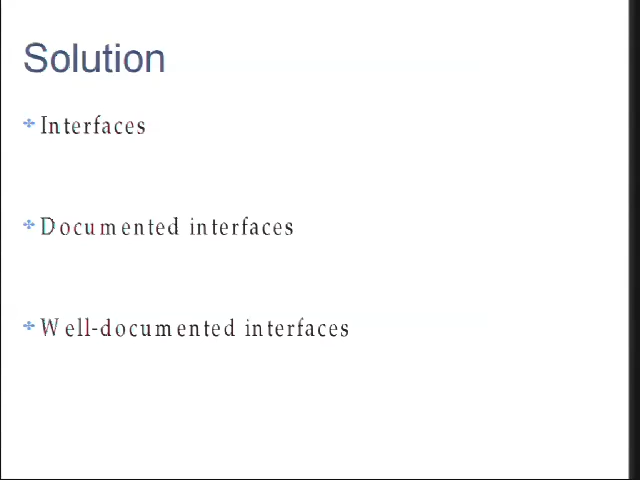 Solution
Interfaces
Documented interfaces
Well-documented interfaces